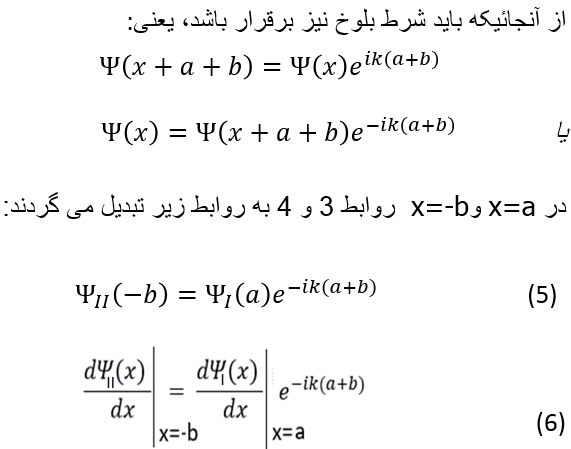 از آنجائیکه باید شرط بلوخ نیز برقرار باشد، یعنی:
Ψ(x + a + b) = Ψ(x)e^{ik(a+b)}
یا Ψ(x) = Ψ(x + a + b)e^{−ik(a+b)}
در x=a و x=-b روابط 3 و 4 به روابط زیر تبدیل می گردند:
Ψ_{II}(−b) = Ψ_I(a)e^{−ik(a+b)} (5)
dΨ_{II}(x)/dx |_{x=-b} = dΨ_I(x)/dx |_{x=a} e^{−ik(a+b)} (6)